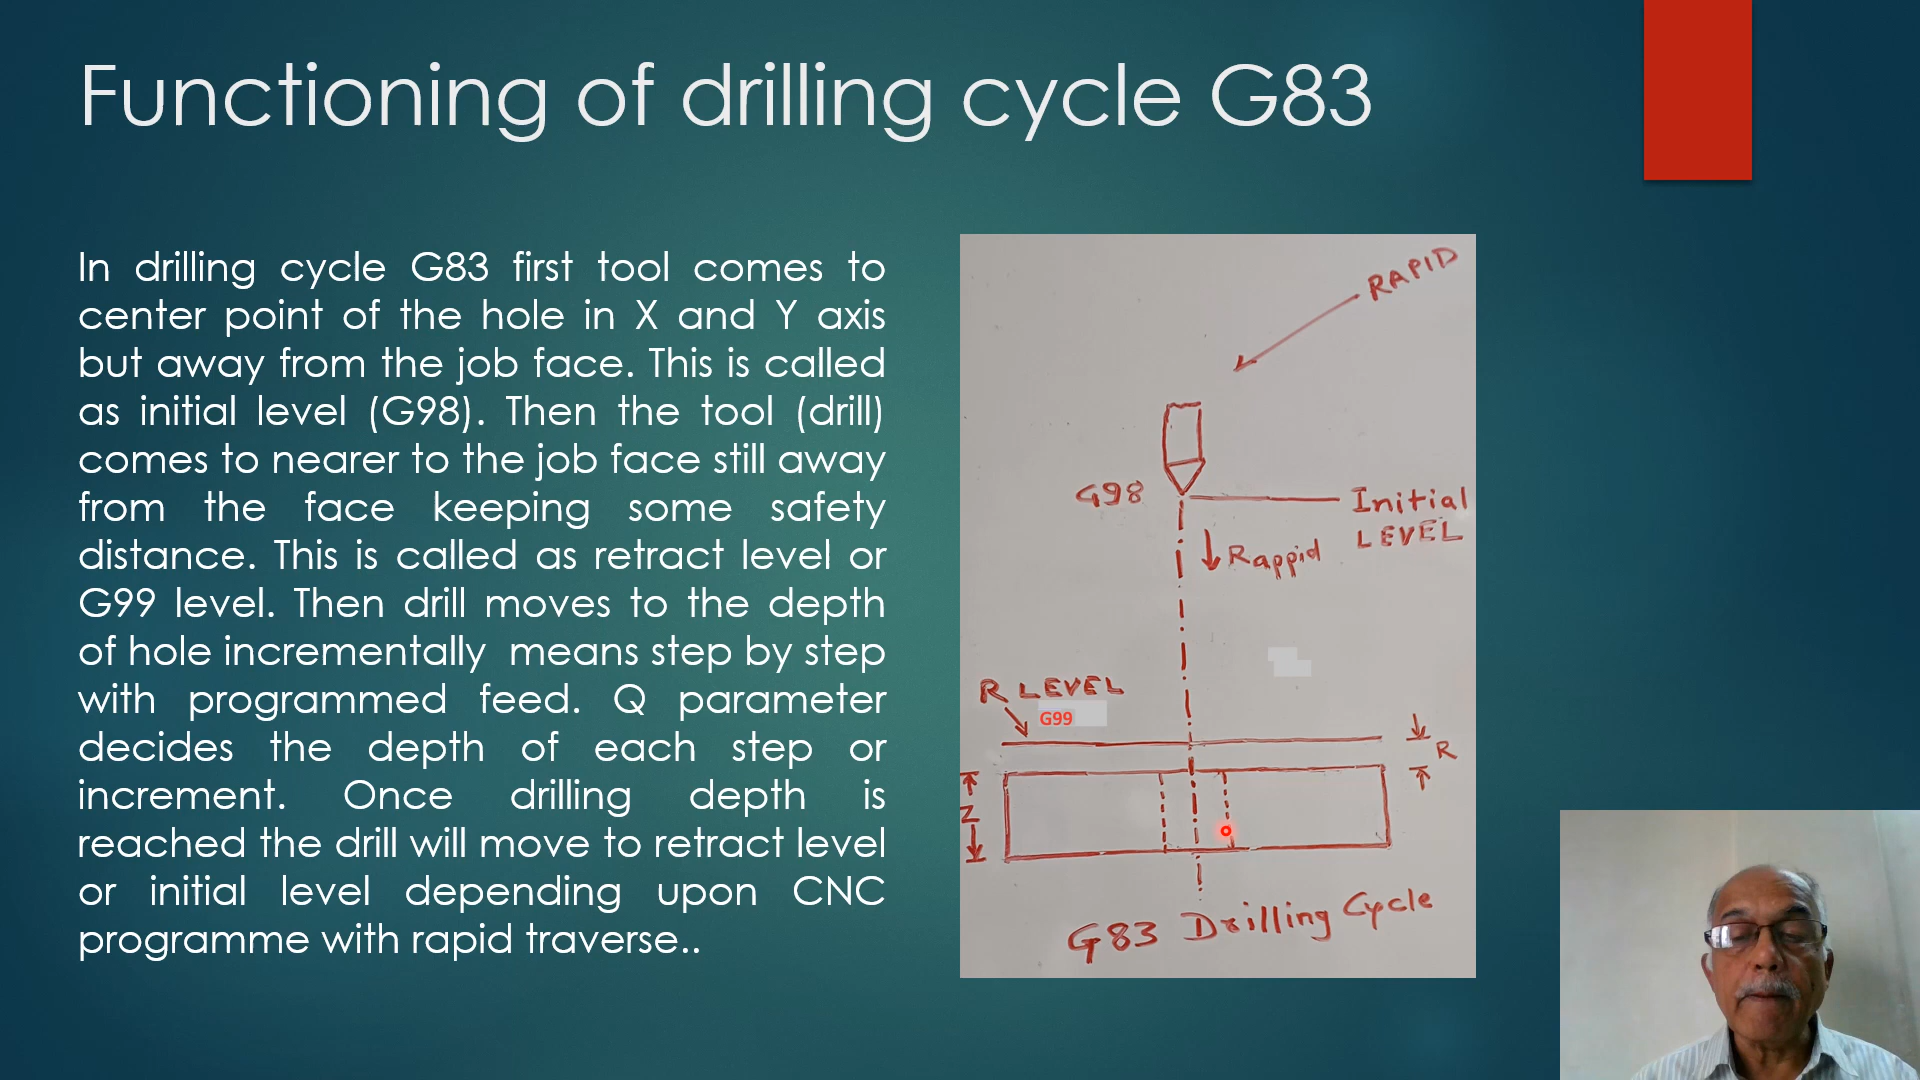 Functioning of drilling cycle G83
In drilling cycle G83 first tool comes to
center point of the hole in X and Y axis
but away from the job face. This is called
as initial level (G98). Then the tool (drill)
comes to nearer to the job face still away
from the face keeping some safety
distance. This is called as retract level or
G99 level. Then drill moves to the depth
of hole incrementally means step by step
with programmed feed. Q parameter
decides the depth of each step or
increment. Once drilling depth is
reached the drill will move to retract level
or initial level depending upon CNC
programme with rapid traverse..
RAPID
G98
Initial
LEVEL
Rappid
R LEVEL
G99
R
Z
G83 Drilling Cycle